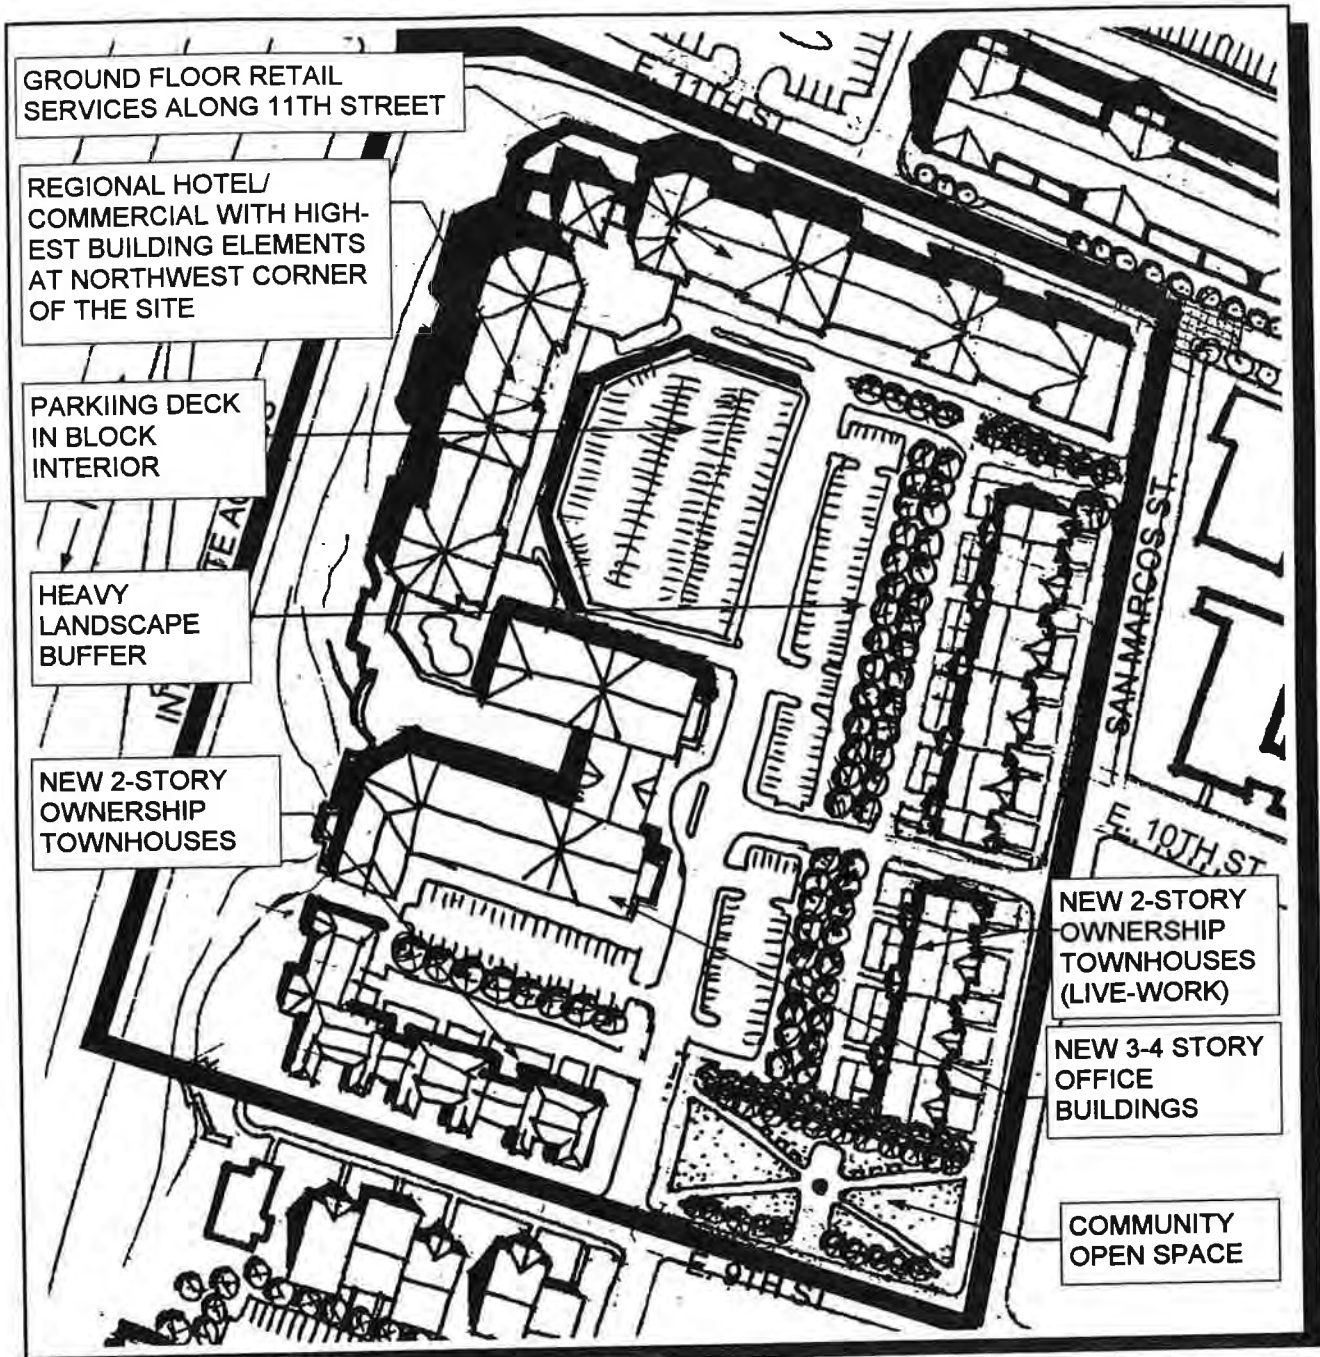 GROUND FLOOR RETAIL
SERVICES ALONG 11TH STREET
E. 11TH ST
REGIONAL HOTEL/
COMMERCIAL WITH HIGH-
EST BUILDING ELEMENTS
AT NORTHWEST CORNER
OF THE SITE
PARKIING DECK
IN BLOCK
INTERIOR
HEAVY
LANDSCAPE
BUFFER
SAN MARCOS ST.
NEW 2-STORY
OWNERSHIP
TOWNHOUSES
E. 10TH ST
NEW 2-STORY
OWNERSHIP
TOWNHOUSES
(LIVE-WORK)
NEW 3-4 STORY
OFFICE
BUILDINGS
COMMUNITY
OPEN SPACE
E. 9TH ST